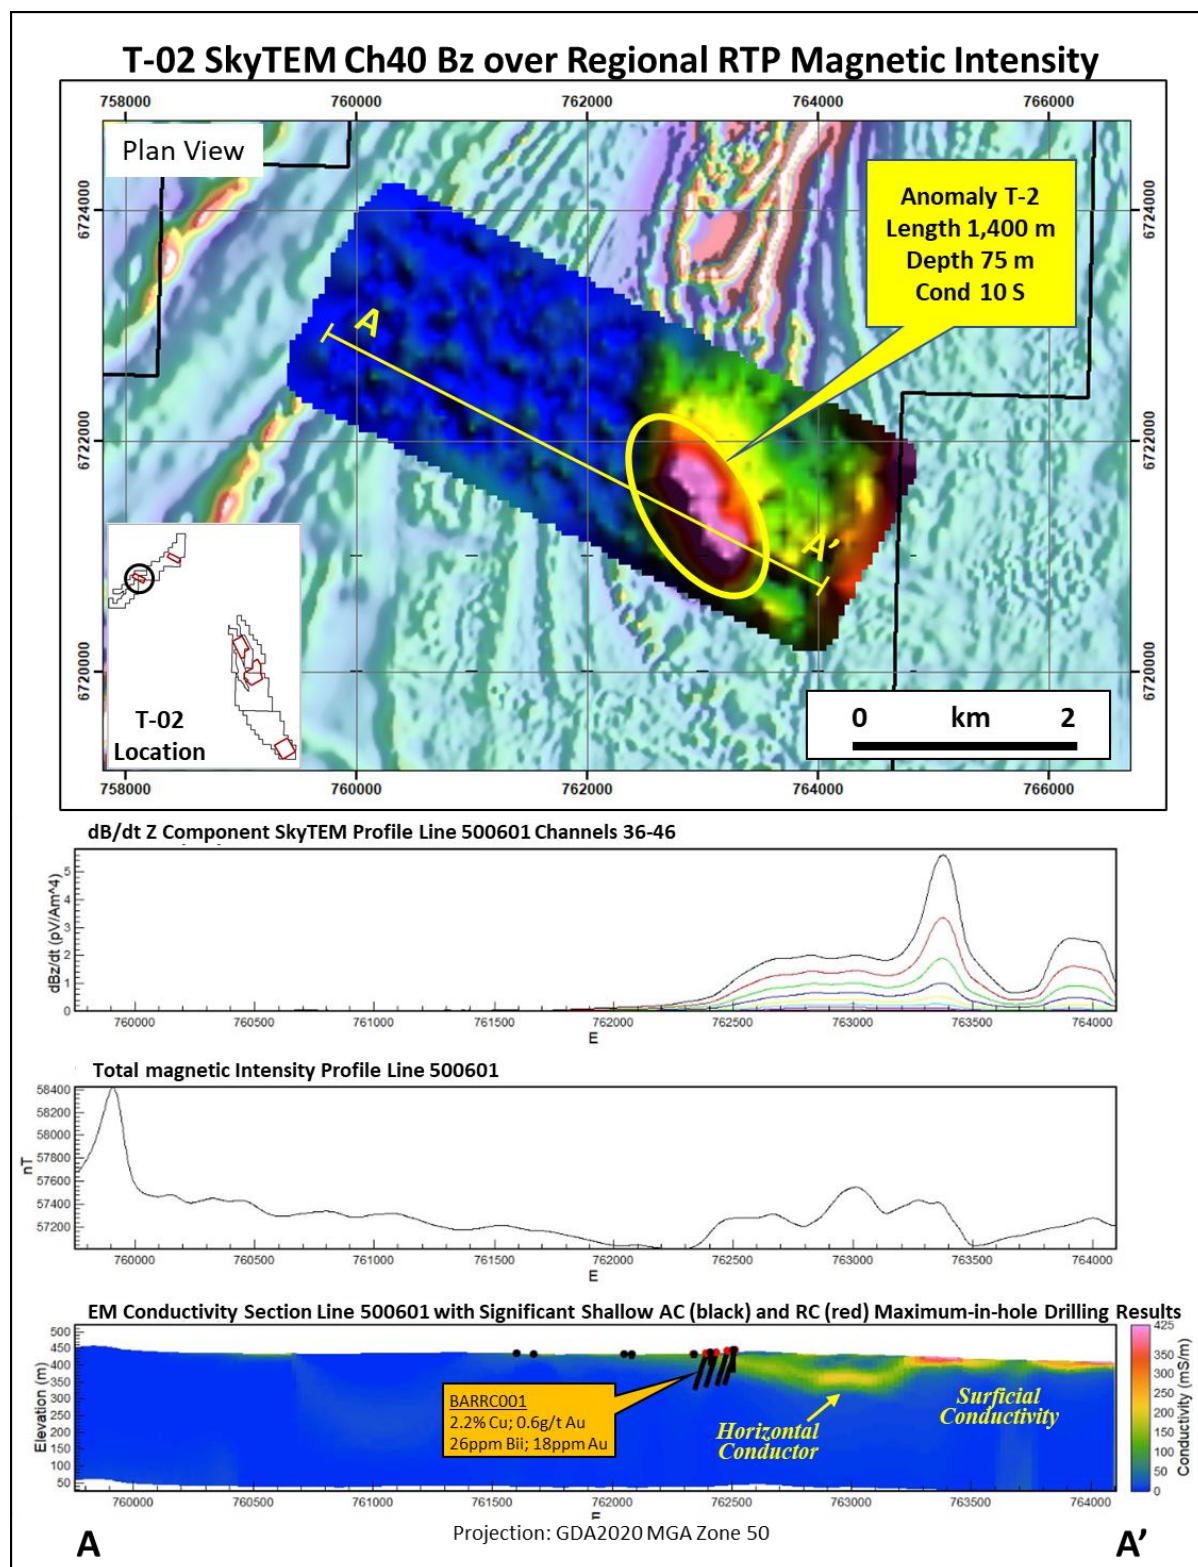 T-02 SkyTEM Ch40 Bz over Regional RTP Magnetic Intensity
758000 760000 762000 764000 766000
Plan View
6724000 6724000
Anomaly T-2
Length 1,400 m
Depth 75 m
Cond 10 S
A
6722000 6722000
A’
T-02
Location
6720000 6720000
0 km 2
758000 760000 762000 764000 766000
dB/dt Z Component SkyTEM Profile Line 500601 Channels 36-46
dBz/dt (pV/Am^4)
5
4
3
2
1
0
760000 760500 761000 761500 762000 762500 763000 763500 764000
E
Total magnetic Intensity Profile Line 500601
nT
58400
58200
58000
57800
57600
57400
57200
760000 760500 761000 761500 762000 762500 763000 763500 764000
E
EM Conductivity Section Line 500601 with Significant Shallow AC (black) and RC (red) Maximum-in-hole Drilling Results
Elevation (m)
500
450
400
350
300
250
200
150
100
50
BARRC001
2.2% Cu; 0.6g/t Au
26ppm Bii; 18ppm Au
Horizontal
Conductor
Surficial
Conductivity
425
350
300
250
200
150
100
50
0
Conductivity (mS/m)
760000 760500 761000 761500 762000 762500 763000 763500 764000
A
Projection: GDA2020 MGA Zone 50
A’